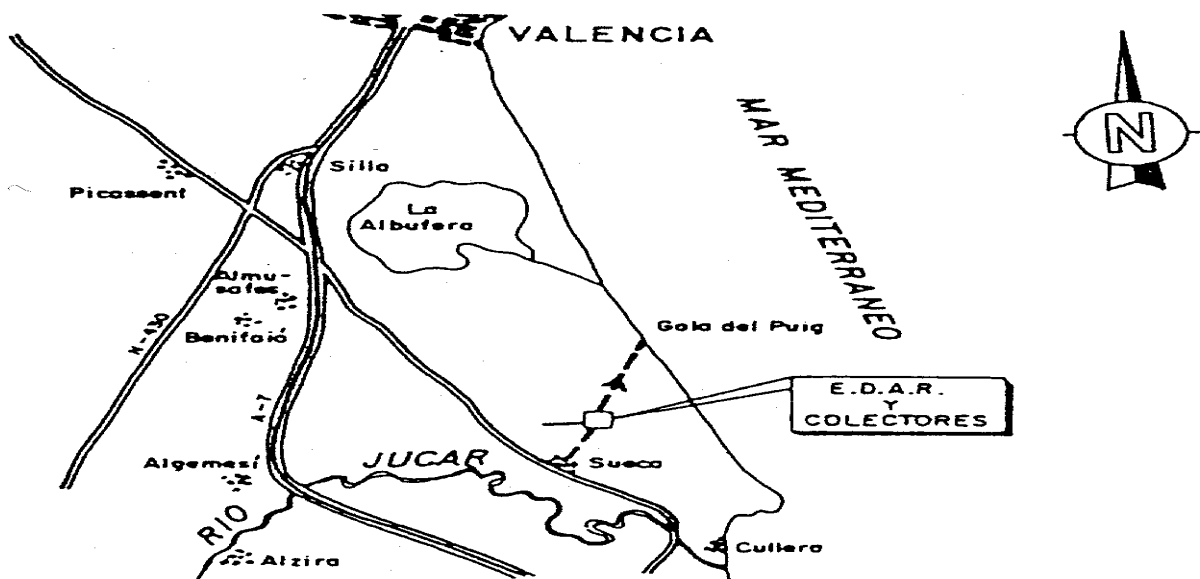 VALENCIA
MAR MEDITERRANEO
N
Silla
Picassent
La
Albufera
Almu-
safes
Benifaió
N-430
Gola del Puig
E.D.A.R.
Y
COLECTORES
A-7
Algemesí
JUCAR
Sueca
RIO
Cullera
Alzira